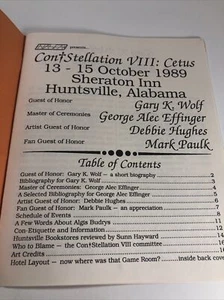 presents...
Con†Stellation VIII: Cetus
13 - 15 October 1989
Sheraton Inn
Huntsville, Alabama
Guest of Honor Gary K. Wolf
Master of Ceremonies George Alec Effinger
Artist Guest of Honor Debbie Hughes
Fan Guest of Honor Mark Paulk
Table of Contents
Guest of Honor: Gary K. Wolf — a short biography 2
Bibliography for Gary K. Wolf
Master of Ceremonies: George Alec Effinger
A Selected Bibliography for George Alec Effinger
Artist Guest of Honor: Debbie Hughes
Fan Guest of Honor: Mark Paulk — an appreciation
Schedule of Events
A Few Words About Algis Budrys
Con-Etiquette and Information
Huntsville Bookstores reviewed by Sunn Hayward
Who to Blame — the Con†Stellation VIII committee
Art Credits
Hotel Layout — now where was that Game Room? inside back cover